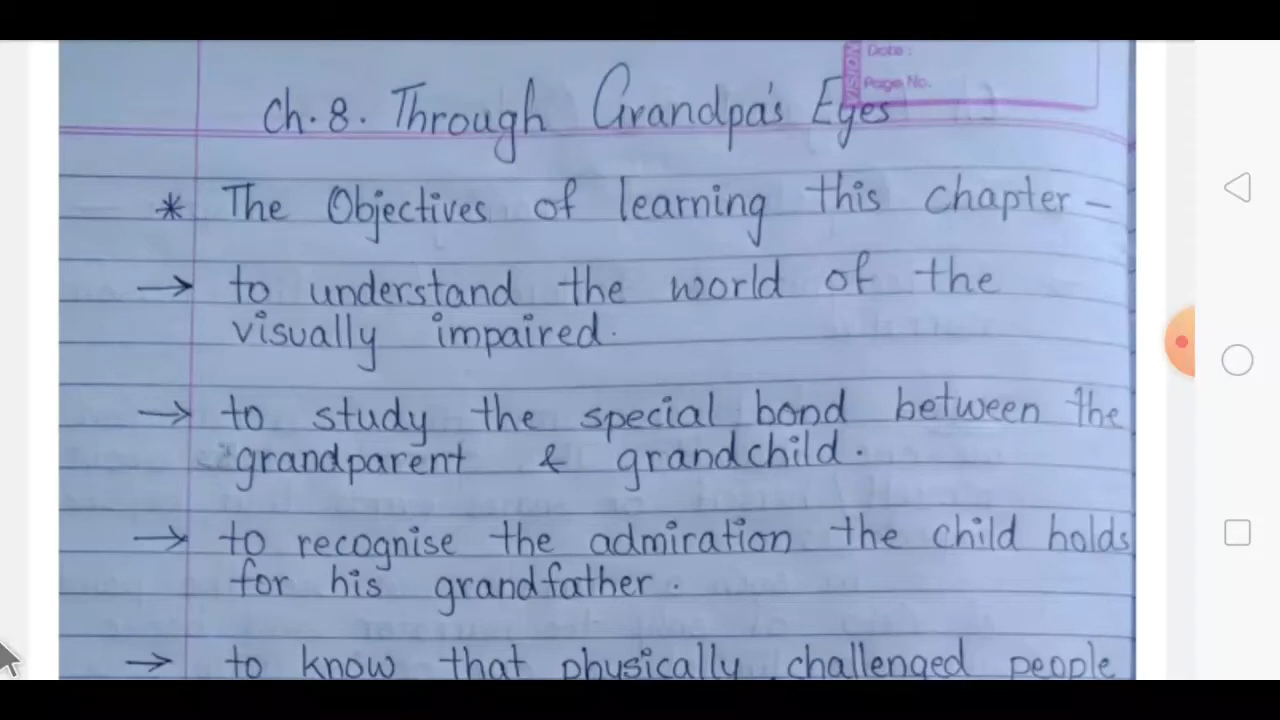 VISION
Date :
Page No.
Ch. 8. Through Grandpa's Eyes
* The Objectives of learning this chapter –
→ to understand the world of the
visually impaired.
→ to study the special bond between the
grandparent & grandchild.
→ to recognise the admiration the child holds
for his grandfather.
→ to know that physically challenged people